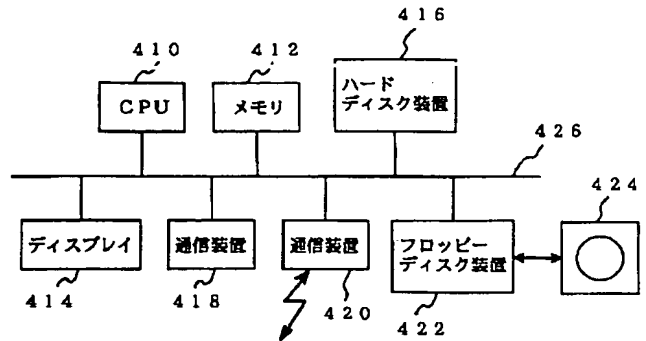 ４１６
４１０
４１２
ハード
ディスク装置
ＣＰＵ
メモリ
４２６
４２４
ディスプレイ
通信装置
通信装置
フロッピー
ディスク装置
４１４
４１８
４２０
４２２